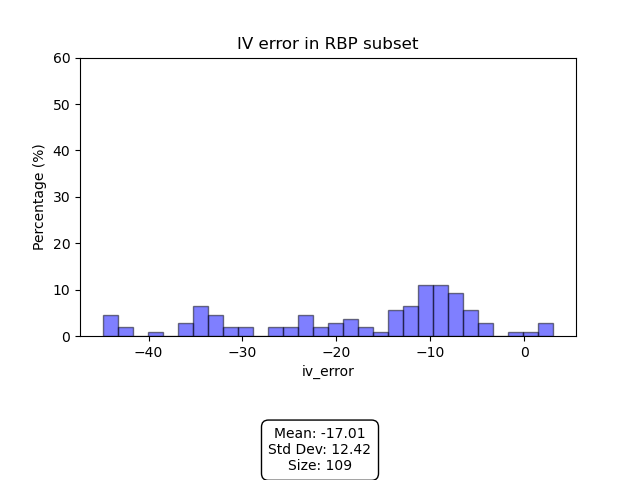 IV error in RBP subset
60
50
40
30
20
10
0
Percentage (%)
−40 −30 −20 −10 0
iv_error
Mean: -17.01
Std Dev: 12.42
Size: 109